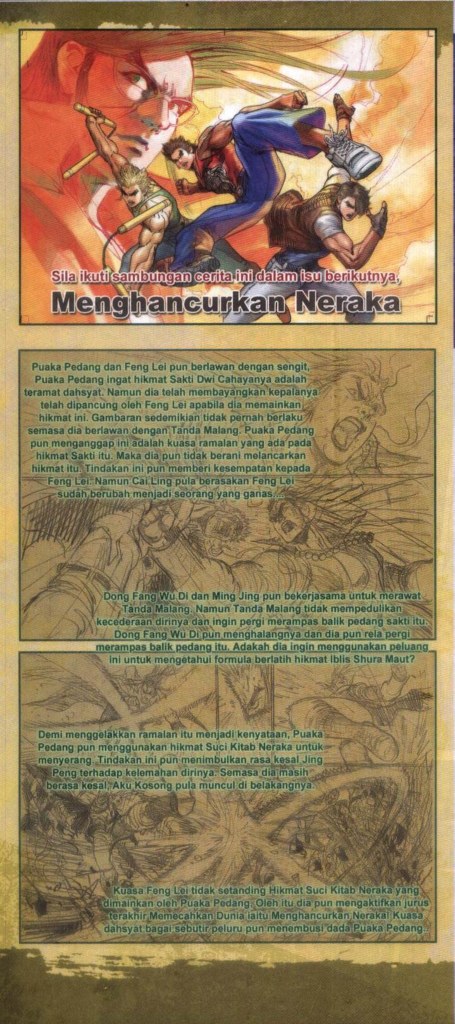 Sila ikuti sambungan cerita ini dalam isu berikutnya,
Menghancurkan Neraka
Puaka Pedang dan Feng Lei pun berlawan dengan sengit,
Puaka Pedang ingat hikmat Sakti Dwi Cahayanya adalah
teramat dahsyat. Namun dia telah membayangkan kepalanya
telah dipancung oleh Feng Lei apabila dia memainkan
hikmat ini. Gambaran sedemikian tidak pernah berlaku
semasa dia berlawan dengan Tanda Malang. Puaka Pedang
pun menganggap ini adalah kuasa ramalan yang ada pada
hikmat Sakti itu. Maka dia pun tidak berani melancarkan
hikmat itu. Tindakan ini pun memberi kesempatan kepada
Feng Lei. Namun Cai Ling pula berasakan Feng Lei
sudah berubah menjadi seorang yang ganas....
Dong Fang Wu Di dan Ming Jing pun bekerjasama untuk merawat
Tanda Malang. Namun Tanda Malang tidak mempedulikan
kecederaan dirinya dan ingin pergi merampas balik pedang sakti itu.
Dong Fang Wu Di pun menghalangnya dan dia pun rela pergi
merampas balik pedang itu. Adakah dia ingin menggunakan peluang
ini untuk mengetahui formula berlatih hikmat Iblis Shura Maut?
Demi menggelakkan ramalan itu menjadi kenyataan, Puaka
Pedang pun menggunakan hikmat Suci Kitab Neraka untuk
menyerang. Tindakan ini pun menimbulkan rasa kesal Jing
Peng terhadap kelemahan dirinya. Semasa dia masih
berasa kesal, Aku Kosong pula muncul di belakangnya.
Kuasa Feng Lei tidak setanding Hikmat Suci Kitab Neraka yang
dimainkan oleh Puaka Pedang. Oleh itu dia pun mengaktifkan jurus
terakhir Memecahkan Dunia iaitu Menghancurkan Neraka! Kuasa
dahsyat bagai sebutir peluru pun menembusi dada Puaka Pedang.